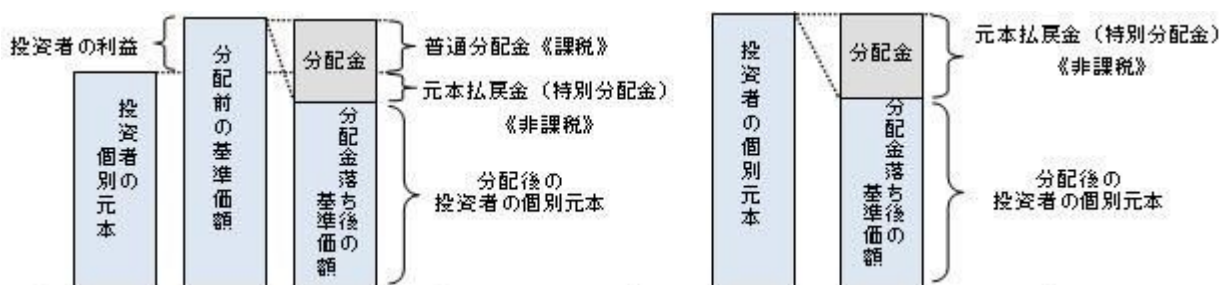 投資者の利益
投資者の
個別元本
分配前の基準価額
分配金
分配金落ち後の
基準価額
普通分配金《課税》
元本払戻金（特別分配金）
《非課税》
分配後の
投資者の個別元本
投資者の個別元本
分配金
分配金落ち後の
基準価額
元本払戻金（特別分配金）
《非課税》
分配後の
投資者の個別元本